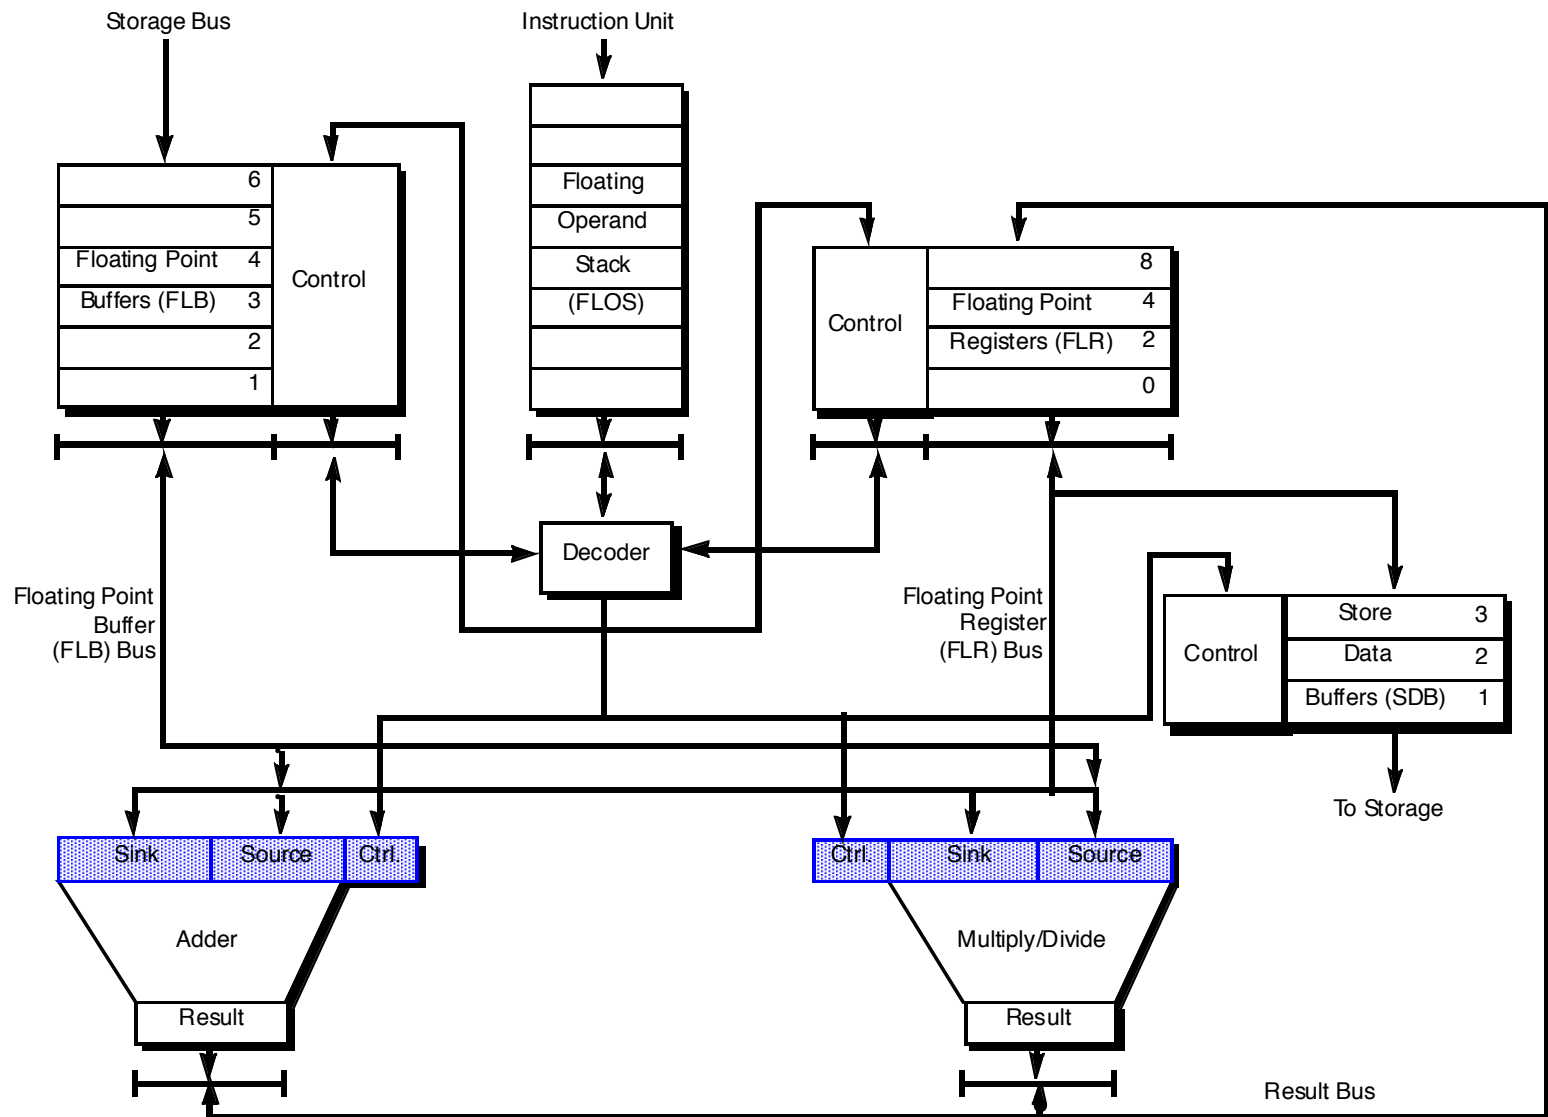 Storage Bus
Instruction Unit
6
5
Floating Point 4
Buffers (FLB) 3
2
1
Control
Floating
Operand
Stack
(FLOS)
Control
8
Floating Point 4
Registers (FLR) 2
0
Decoder
Floating Point
Buffer
(FLB) Bus
Floating Point
Register
(FLR) Bus
Control
Store 3
Data 2
Buffers (SDB) 1
To Storage
Sink Source Ctrl.
Ctrl. Sink Source
Adder
Multiply/Divide
Result
Result
Result Bus